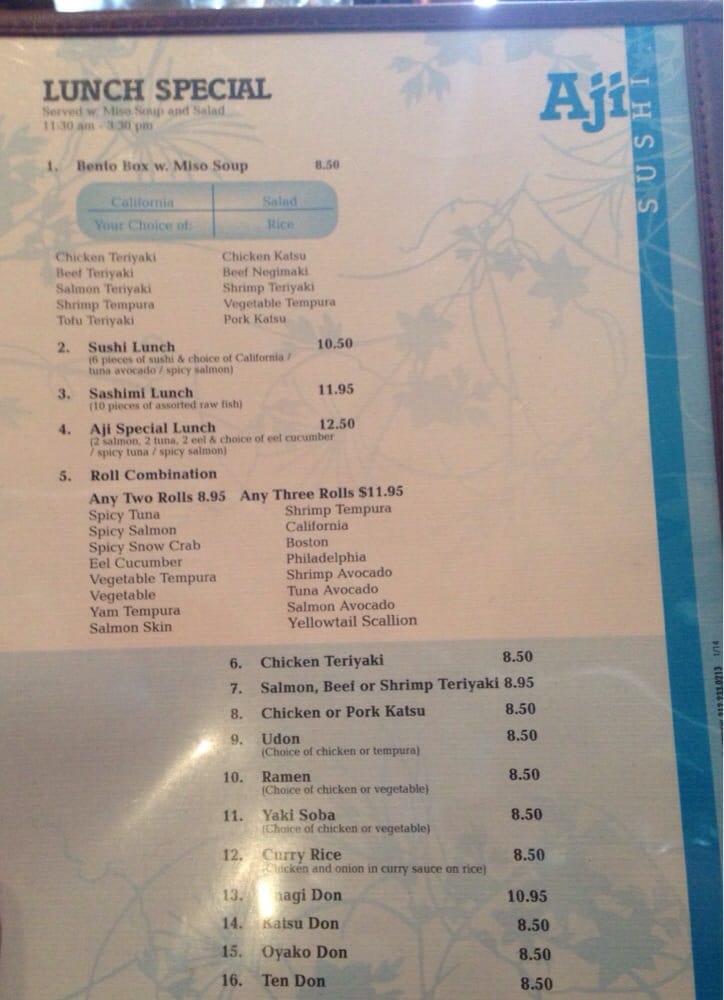 LUNCH SPECIAL
Served w. Miso Soup and Salad
11:30 am - 3:30 pm
Aji
SUSHI
1. Bento Box w. Miso Soup 8.50
California Salad
Your Choice of: Rice
Chicken Teriyaki Chicken Katsu
Beef Teriyaki Beef Negimaki
Salmon Teriyaki Shrimp Teriyaki
Shrimp Tempura Vegetable Tempura
Tofu Teriyaki Pork Katsu
2. Sushi Lunch 10.50
(6 pieces of sushi & choice of California /
tuna avocado / spicy salmon)
3. Sashimi Lunch 11.95
(10 pieces of assorted raw fish)
4. Aji Special Lunch 12.50
(2 salmon, 2 tuna, 2 eel & choice of eel cucumber
/ spicy tuna / spicy salmon)
5. Roll Combination
Any Two Rolls 8.95 Any Three Rolls $11.95
Spicy Tuna Shrimp Tempura
Spicy Salmon California
Spicy Snow Crab Boston
Eel Cucumber Philadelphia
Vegetable Tempura Shrimp Avocado
Vegetable Tuna Avocado
Yam Tempura Salmon Avocado
Salmon Skin Yellowtail Scallion
6. Chicken Teriyaki 8.50
7. Salmon, Beef or Shrimp Teriyaki 8.95
8. Chicken or Pork Katsu 8.50
9. Udon 8.50
(Choice of chicken or tempura)
10. Ramen 8.50
(Choice of chicken or vegetable)
11. Yaki Soba 8.50
(Choice of chicken or vegetable)
12. Curry Rice 8.50
(Chicken and onion in curry sauce on rice)
13. Unagi Don 10.95
14. Katsu Don 8.50
15. Oyako Don 8.50
16. Ten Don 8.50
1/14